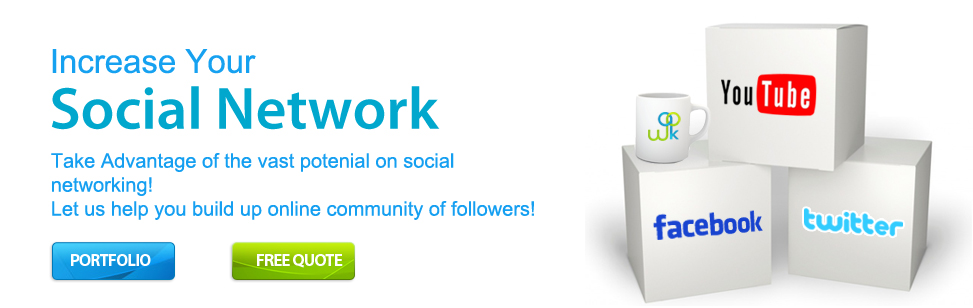 Increase Your
Social Network
Take Advantage of the vast potenial on social
networking!
Let us help you build up online community of followers!
PORTFOLIO
FREE QUOTE
YouTube
facebook
twitter